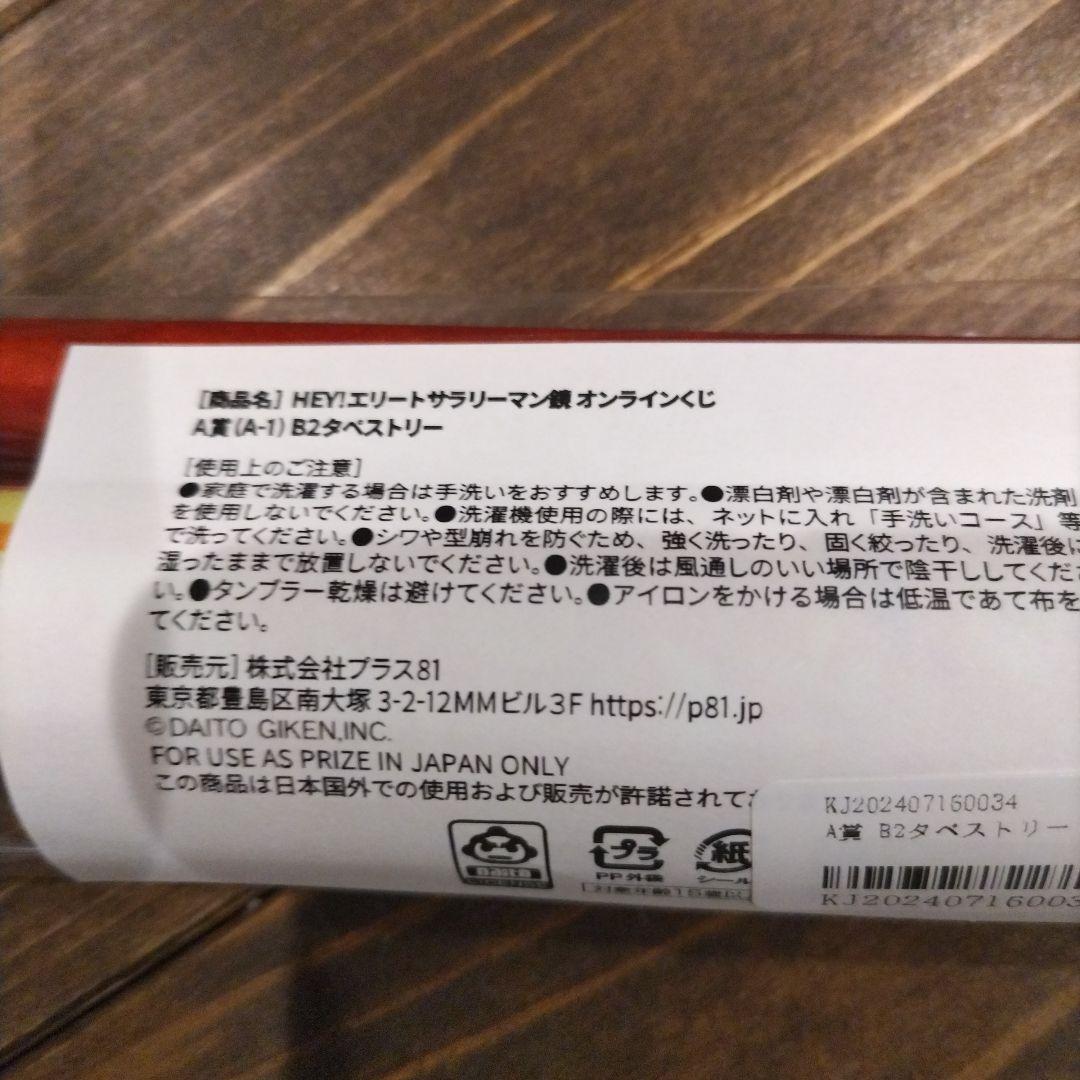 [商品名] HEY!エリートサラリーマン鏡 オンラインくじ
A賞(A-1) B2タペストリー
[使用上のご注意]
●家庭で洗濯する場合は手洗いをおすすめします。●漂白剤や漂白剤が含まれた洗剤
を使用しないでください。●洗濯機使用の際には、ネットに入れ「手洗いコース」等
で洗ってください。●シワや型崩れを防ぐため、強く洗ったり、固く絞ったり、洗濯後に
湿ったままで放置しないでください。●洗濯後は風通しのいい場所で陰干ししてくださ
い。●タンブラー乾燥は避けてください。●アイロンをかける場合は低温であて布を
てください。
[販売元] 株式会社プラス81
東京都豊島区南大塚 3-2-12MMビル3F https://p81.jp
©DAITO GIKEN,INC.
FOR USE AS PRIZE IN JAPAN ONLY
この商品は日本国外での使用および販売が許諾されて
Daito
プラ
PP外袋
紙
シール
対象年齢15歳以
KJ202407160034
A賞 B2タペストリー
KJ20240716003